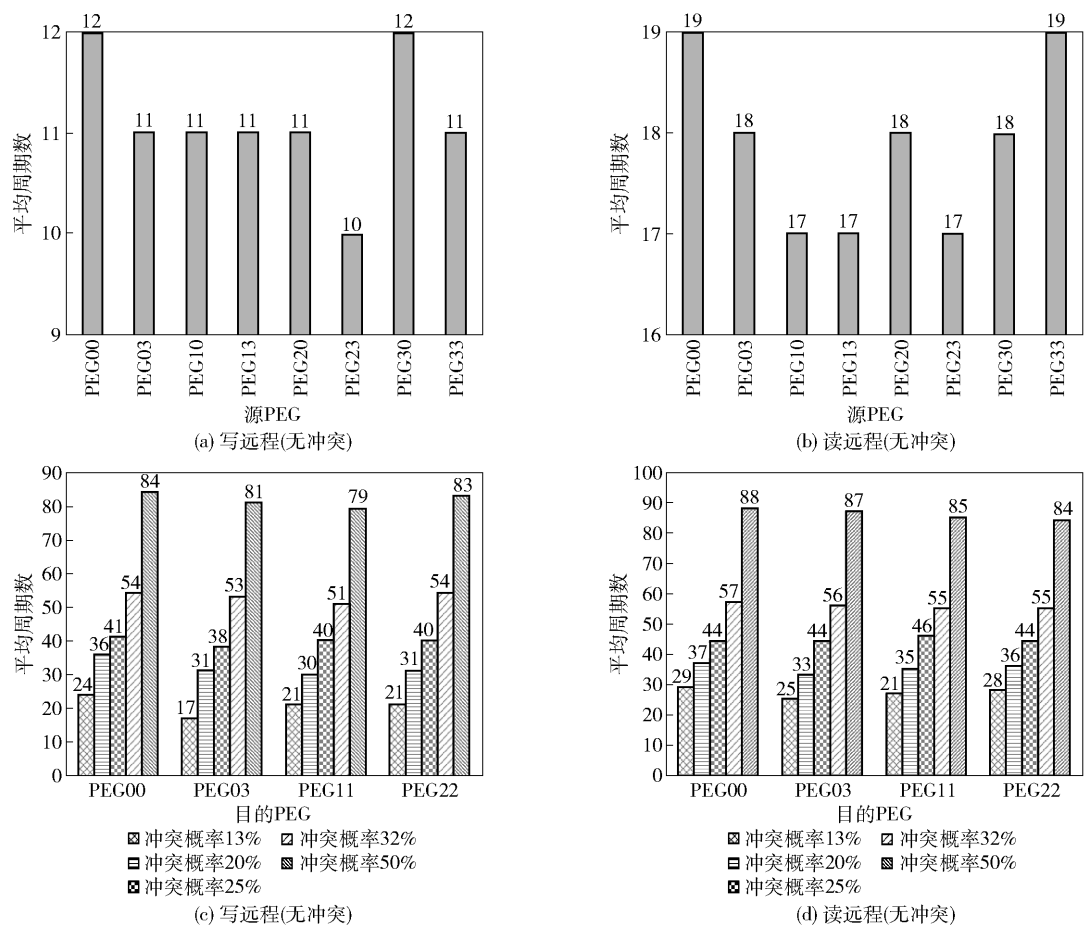 12
12
12
11
11
11
11
11
11
10
10
9
平均周期数
PEG00
PEG03
PEG10
PEG13
PEG20
PEG23
PEG30
PEG33
源PEG
(a) 写远程(无冲突)
19
19
19
18
18
18
18
17
17
17
17
16
平均周期数
PEG00
PEG03
PEG10
PEG13
PEG20
PEG23
PEG30
PEG33
源PEG
(b) 读远程(无冲突)
90
80
70
60
50
40
30
20
10
0
平均周期数
24 36 41 54 84
17 31 38 53 81
21 30 40 51 79
21 31 40 54 83
PEG00 PEG03 PEG11 PEG22
目的PEG
冲突概率13% 冲突概率32%
冲突概率20% 冲突概率50%
冲突概率25%
(c) 写远程(无冲突)
100
90
80
70
60
50
40
30
20
10
0
平均周期数
29 37 44 57 88
25 33 44 56 87
21 35 46 55 85
28 36 44 55 84
PEG00 PEG03 PEG11 PEG22
目的PEG
冲突概率13% 冲突概率32%
冲突概率20% 冲突概率50%
冲突概率25%
(d) 读远程(无冲突)